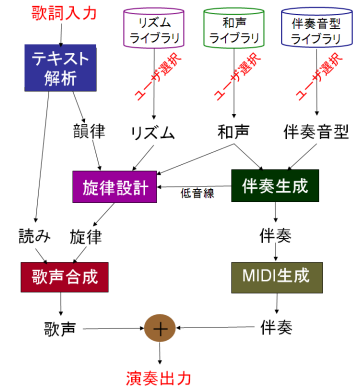 歌詞入力
リズム
ライブラリ
和声
ライブラリ
伴奏音型
ライブラリ
テキスト
解析
ユーザ選択
ユーザ選択
ユーザ選択
韻律
リズム
和声
伴奏音型
旋律設計
低音線
伴奏生成
読み
旋律
伴奏
歌声合成
MIDI生成
歌声
+
伴奏
演奏出力